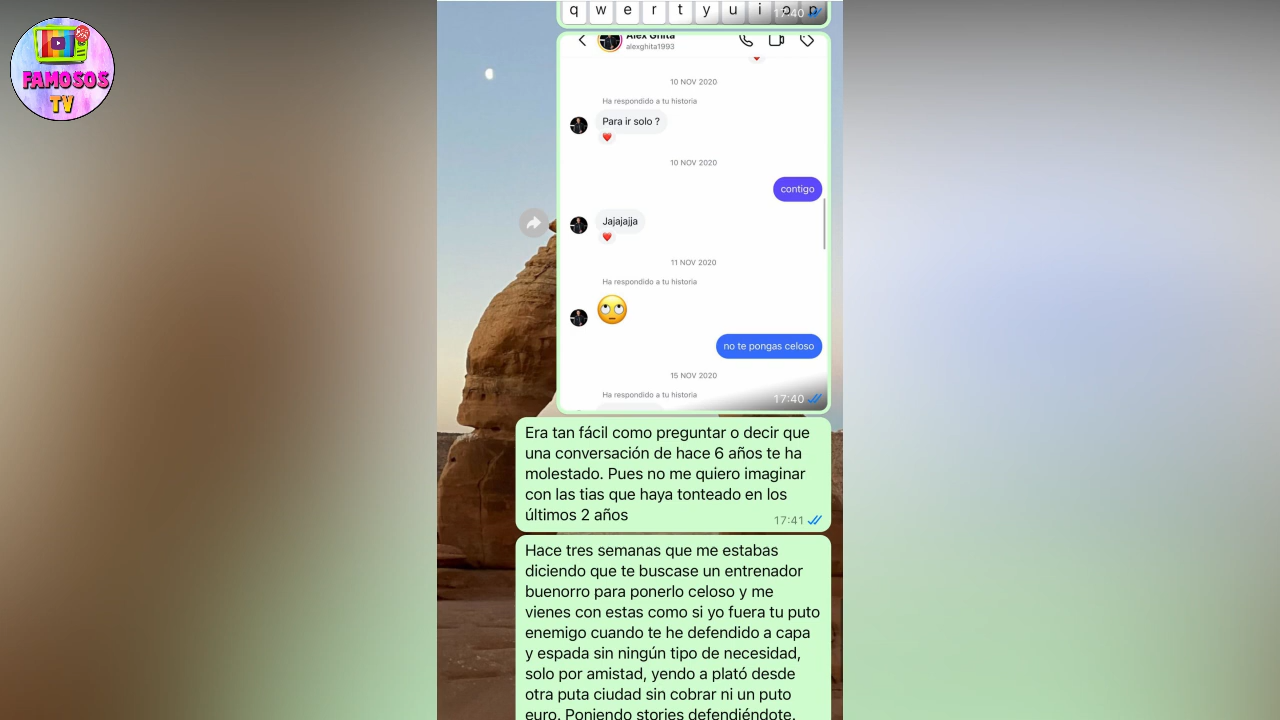 FAMOSOS
TV
q w e r t y u i o p
17:40
Alex Ghita
alexghita1993
10 NOV 2020
Ha respondido a tu historia
Para ir solo ?
10 NOV 2020
contigo
Jajajajja
11 NOV 2020
Ha respondido a tu historia
no te pongas celoso
15 NOV 2020
Ha respondido a tu historia
17:40
Era tan fácil como preguntar o decir que
una conversación de hace 6 años te ha
molestado. Pues no me quiero imaginar
con las tias que haya tonteado en los
últimos 2 años
17:41
Hace tres semanas que me estabas
diciendo que te buscase un entrenador
buenorro para ponerlo celoso y me
vienes con estas como si yo fuera tu puto
enemigo cuando te he defendido a capa
y espada sin ningún tipo de necesidad,
solo por amistad, yendo a plató desde
otra puta ciudad sin cobrar ni un puto
euro. Poniendo stories defendiéndote.